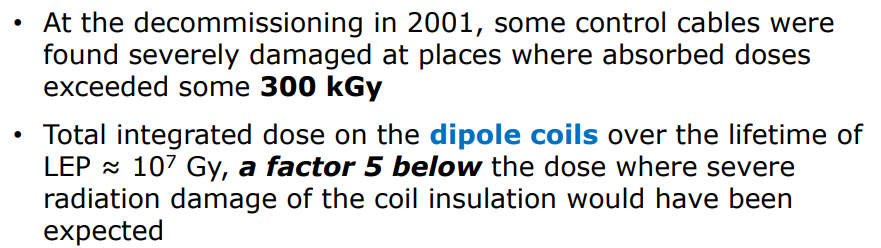 • At the decommissioning in 2001, some control cables were
found severely damaged at places where absorbed doses
exceeded some 300 kGy
• Total integrated dose on the dipole coils over the lifetime of
LEP ≈ 10⁷ Gy, a factor 5 below the dose where severe
radiation damage of the coil insulation would have been
expected